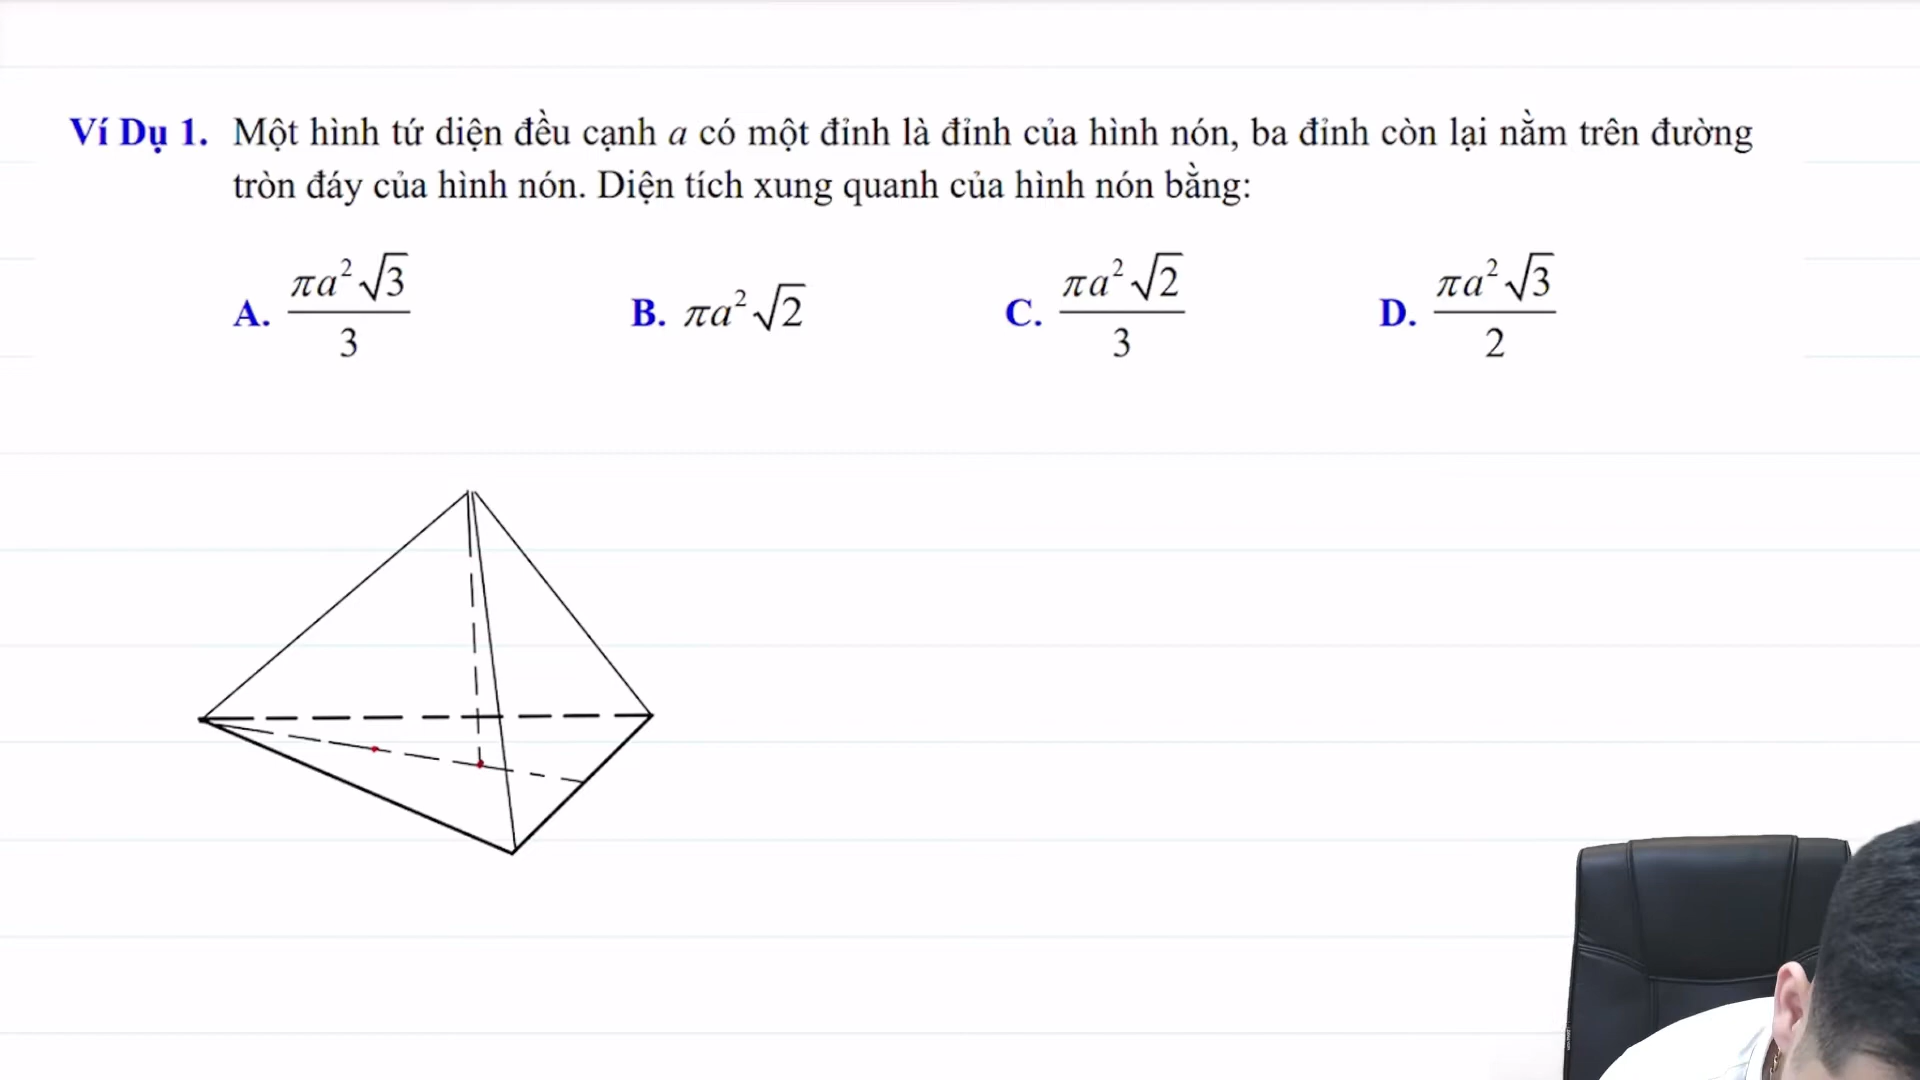 Ví Dụ 1. Một hình tứ diện đều cạnh a có một đỉnh là đỉnh của hình nón, ba đỉnh còn lại nằm trên đường
tròn đáy của hình nón. Diện tích xung quanh của hình nón bằng:
A. πa²√3/3 B. πa²√2 C. πa²√2/3 D. πa²√3/2